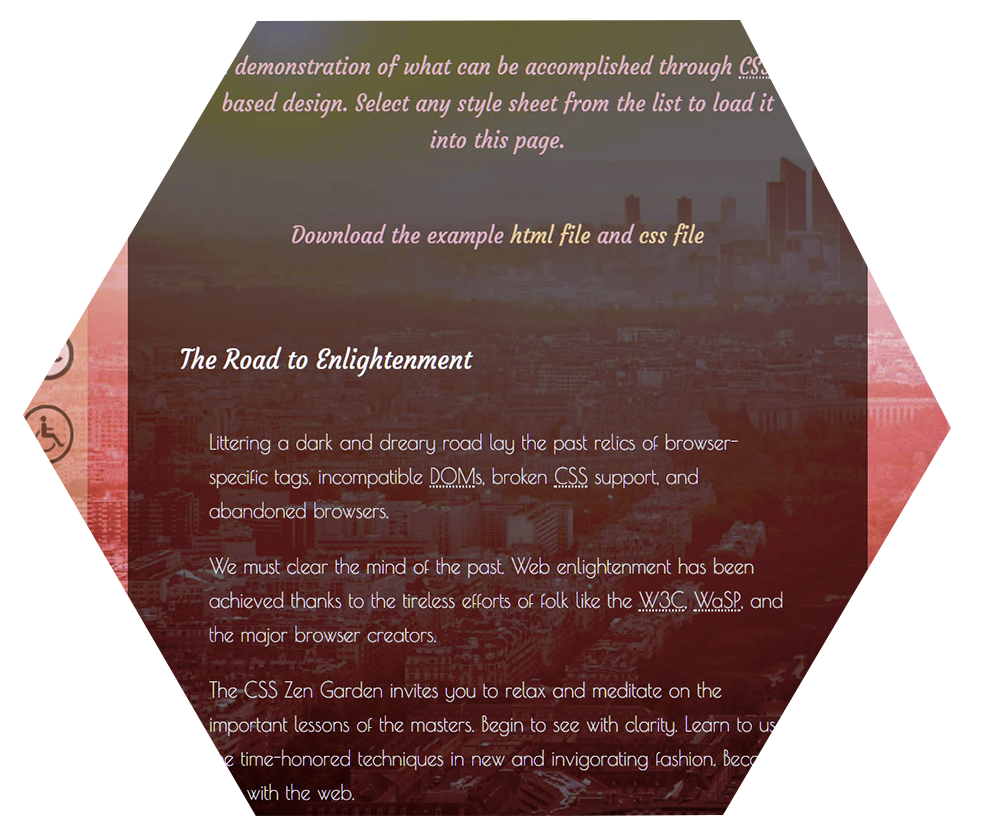 demonstration of what can be accomplished through CSS
based design. Select any style sheet from the list to load it
into this page.
Download the example html file and css file
The Road to Enlightenment
Littering a dark and dreary road lay the past relics of browser-
specific tags, incompatible DOMs, broken CSS support, and
abandoned browsers.
We must clear the mind of the past. Web enlightenment has been
achieved thanks to the tireless efforts of folk like the W3C, WaSP, and
the major browser creators.
The CSS Zen Garden invites you to relax and meditate on the
important lessons of the masters. Begin to see with clarity. Learn to
time-honored techniques in new and invigorating fashion.
with the web.